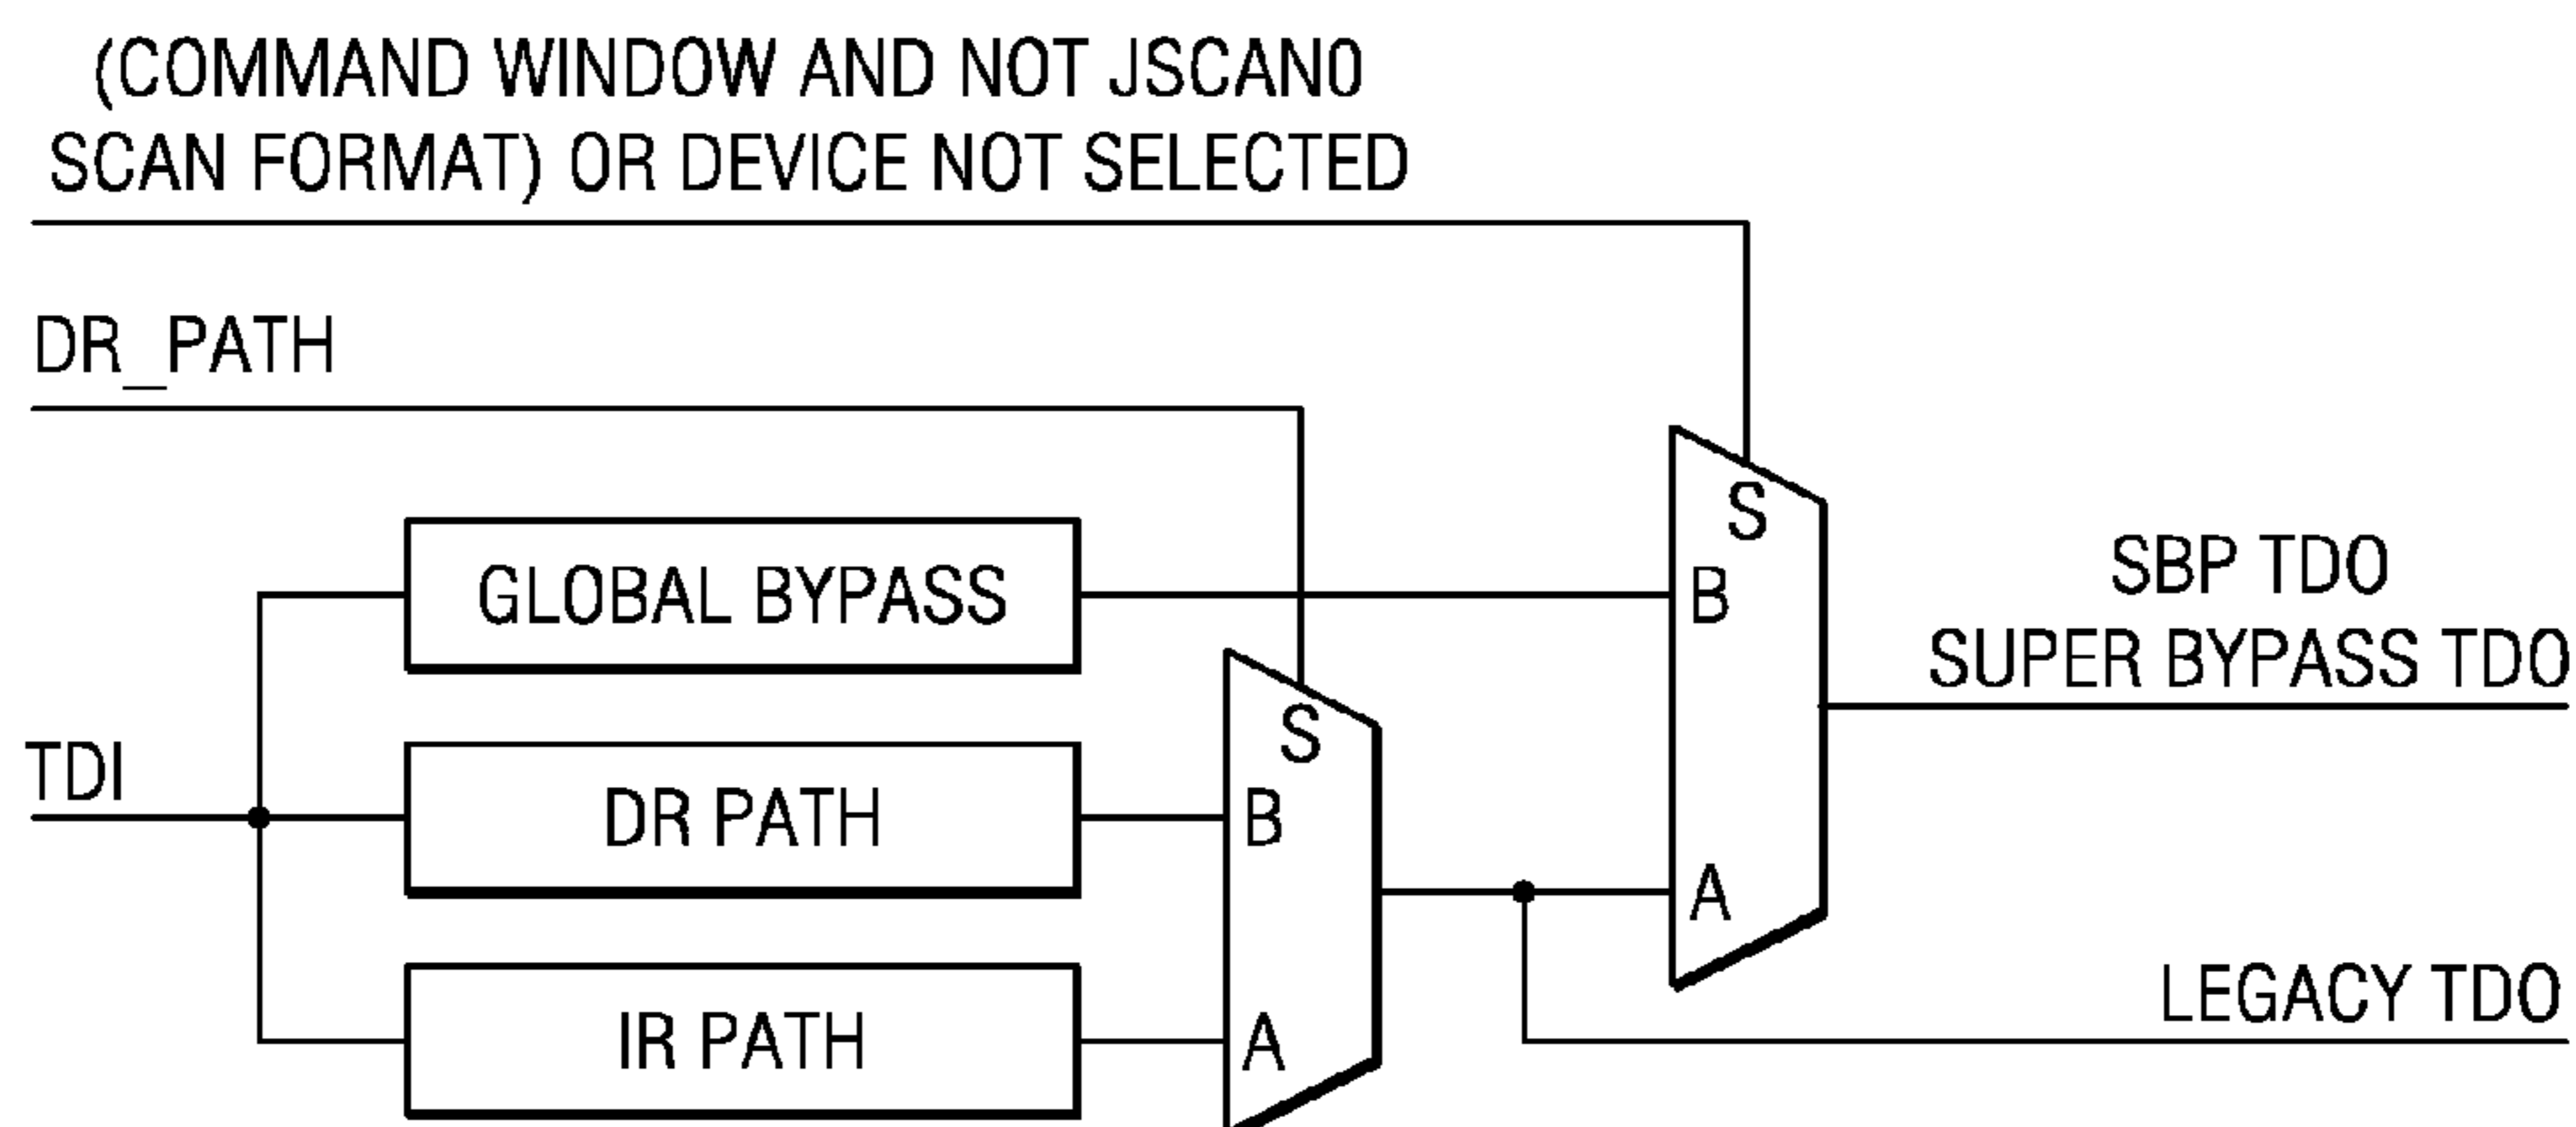 (COMMAND WINDOW AND NOT JSCAN0
SCAN FORMAT) OR DEVICE NOT SELECTED
DR_PATH
S
GLOBAL BYPASS
B
SBP TDO
SUPER BYPASS TDO
S
TDI
DR PATH
B
A
LEGACY TDO
IR PATH
A